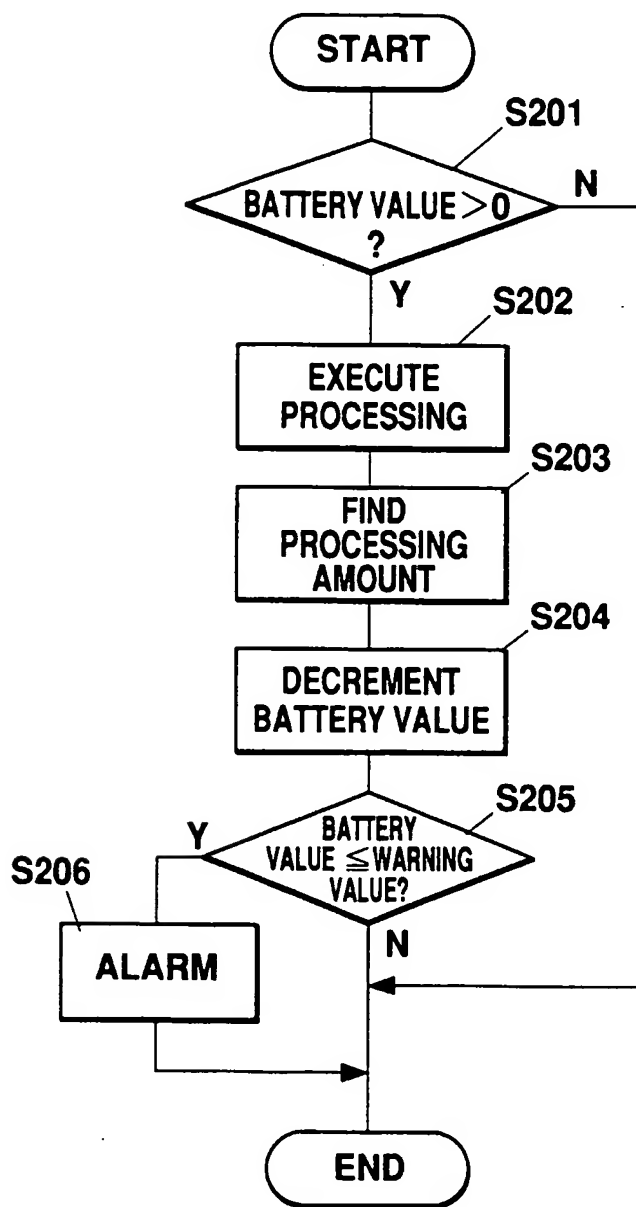 START
S201
BATTERY VALUE >0
?
N
Y
S202
EXECUTE
PROCESSING
S203
FIND
PROCESSING
AMOUNT
S204
DECREMENT
BATTERY VALUE
S205
Y
BATTERY
VALUE ≦WARNING
VALUE?
S206
N
ALARM
END